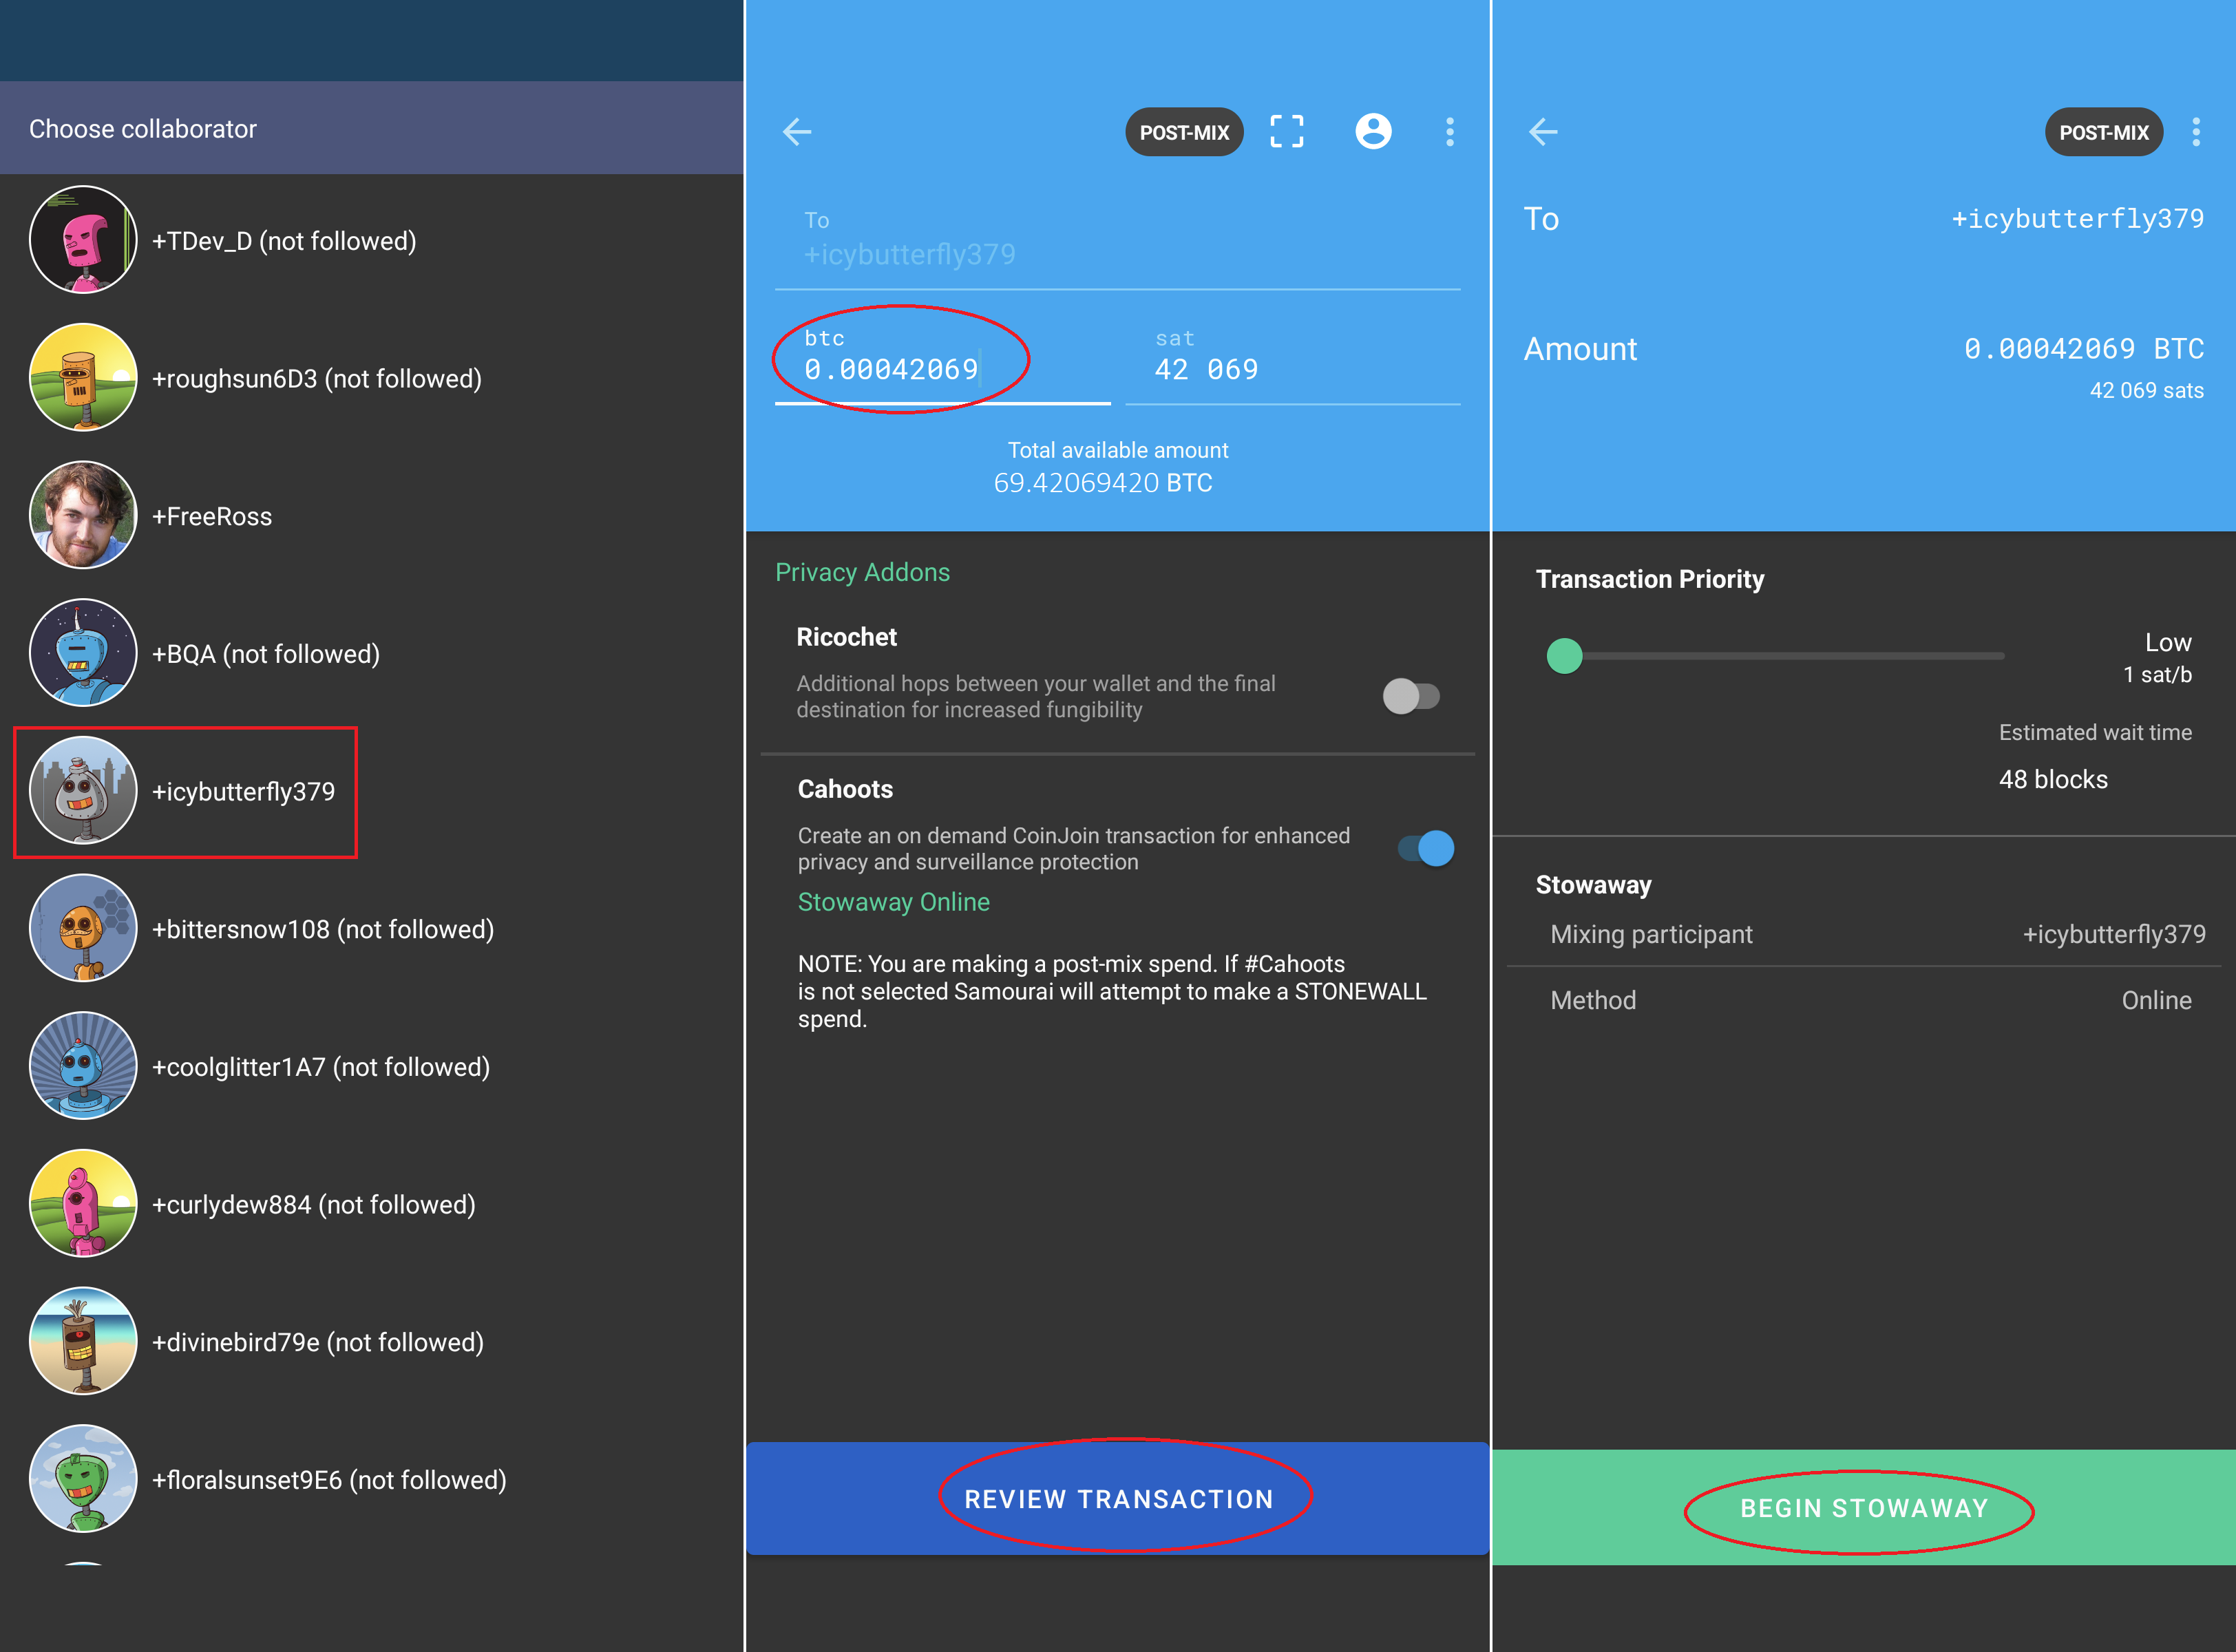 Choose collaborator
+TDev_D (not followed)
+roughsun6D3 (not followed)
+FreeRoss
+BQA (not followed)
+icybutterfly379
+bittersnow108 (not followed)
+coolglitter1A7 (not followed)
+curlydew884 (not followed)
+divinebird79e (not followed)
+floralsunset9E6 (not followed)
POST-MIX
To
+icybutterfly379
btc
0.00042069
sat
42 069
Total available amount
69.42069420 BTC
Privacy Addons
Ricochet
Additional hops between your wallet and the final
destination for increased fungibility
Cahoots
Create an on demand CoinJoin transaction for enhanced
privacy and surveillance protection
Stowaway Online
NOTE: You are making a post-mix spend. If #Cahoots
is not selected Samourai will attempt to make a STONEWALL
spend.
REVIEW TRANSACTION
POST-MIX
To
+icybutterfly379
Amount
0.00042069 BTC
42 069 sats
Transaction Priority
Low
1 sat/b
Estimated wait time
48 blocks
Stowaway
Mixing participant
+icybutterfly379
Method
Online
BEGIN STOWAWAY